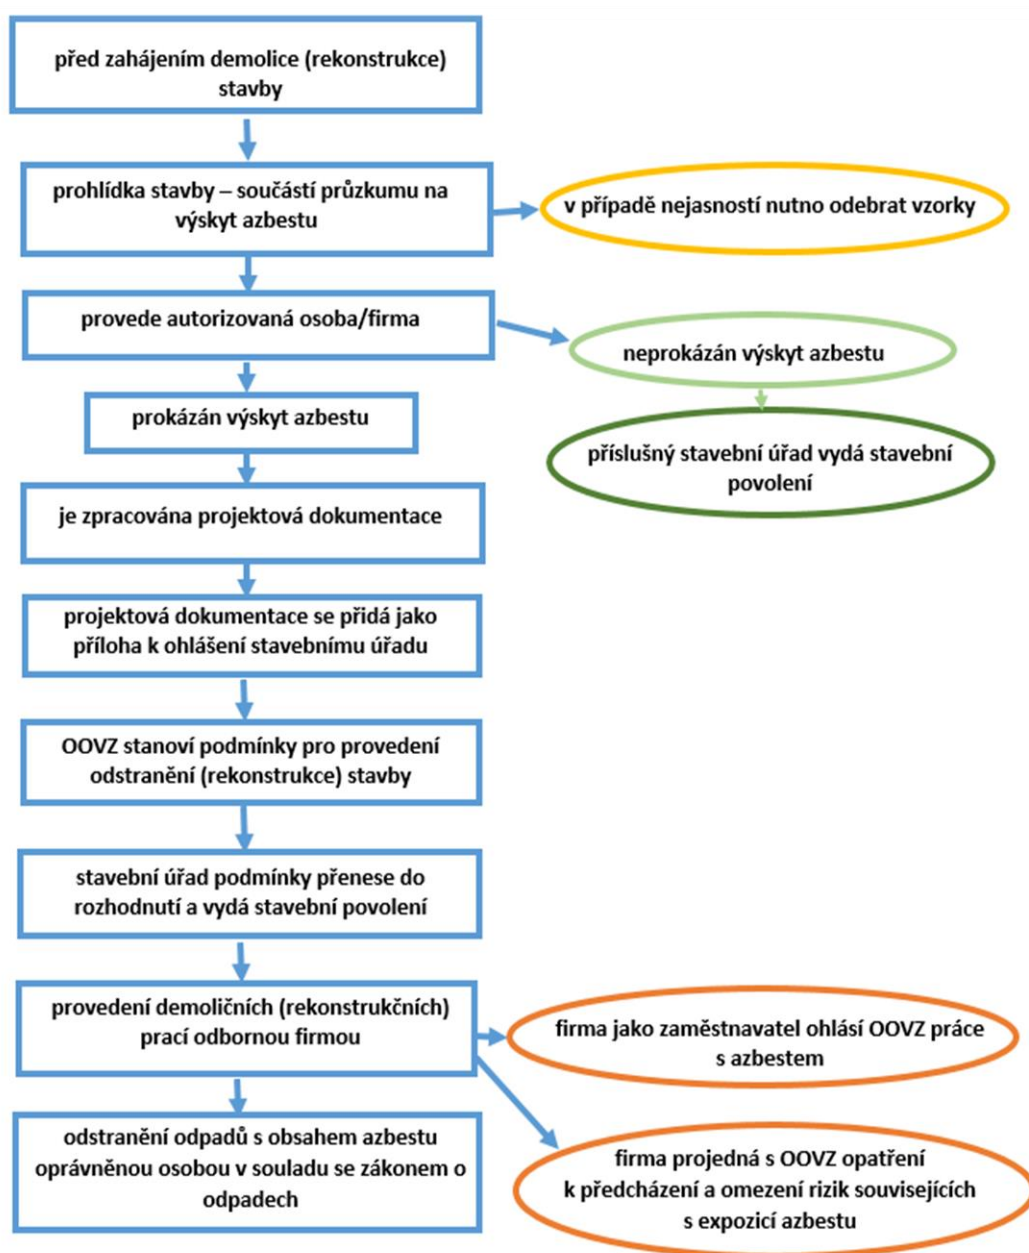 před zahájením demolice (rekonstrukce)
stavby
prohlídka stavby – součástí průzkumu na
výskyt azbestu
v případě nejasností nutno odebrat vzorky
provede autorizovaná osoba/firma
neprokázán výskyt azbestu
prokázán výskyt azbestu
příslušný stavební úřad vydá stavební
povolení
je zpracována projektová dokumentace
projektová dokumentace se přidá jako
příloha k ohlášení stavebnímu úřadu
OOVZ stanoví podmínky pro provedení
odstranění (rekonstrukce) stavby
stavební úřad podmínky přenese do
rozhodnutí a vydá stavební povolení
provedení demoličních (rekonstrukčních)
prací odbornou firmou
firma jako zaměstnavatel ohlásí OOVZ práce
s azbestem
odstranění odpadů s obsahem azbestu
oprávněnou osobou v souladu se zákonem o
odpadech
firma projedná s OOVZ opatření
k předcházení a omezení rizik souvisejících
s expozicí azbestu